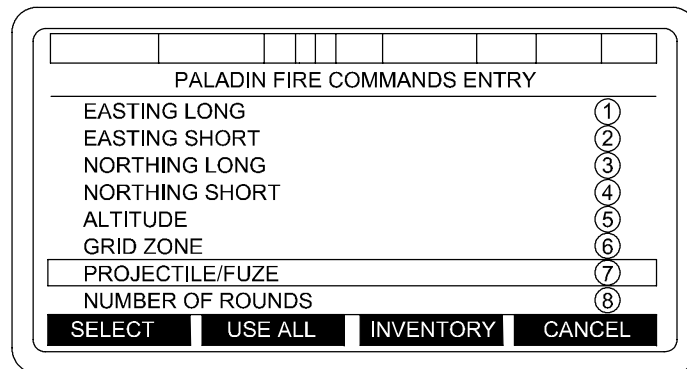 PALADIN FIRE COMMANDS ENTRY
EASTING LONG 1
EASTING SHORT 2
NORTHING LONG 3
NORTHING SHORT 4
ALTITUDE 5
GRID ZONE 6
PROJECTILE/FUZE 7
NUMBER OF ROUNDS 8
SELECT USE ALL INVENTORY CANCEL